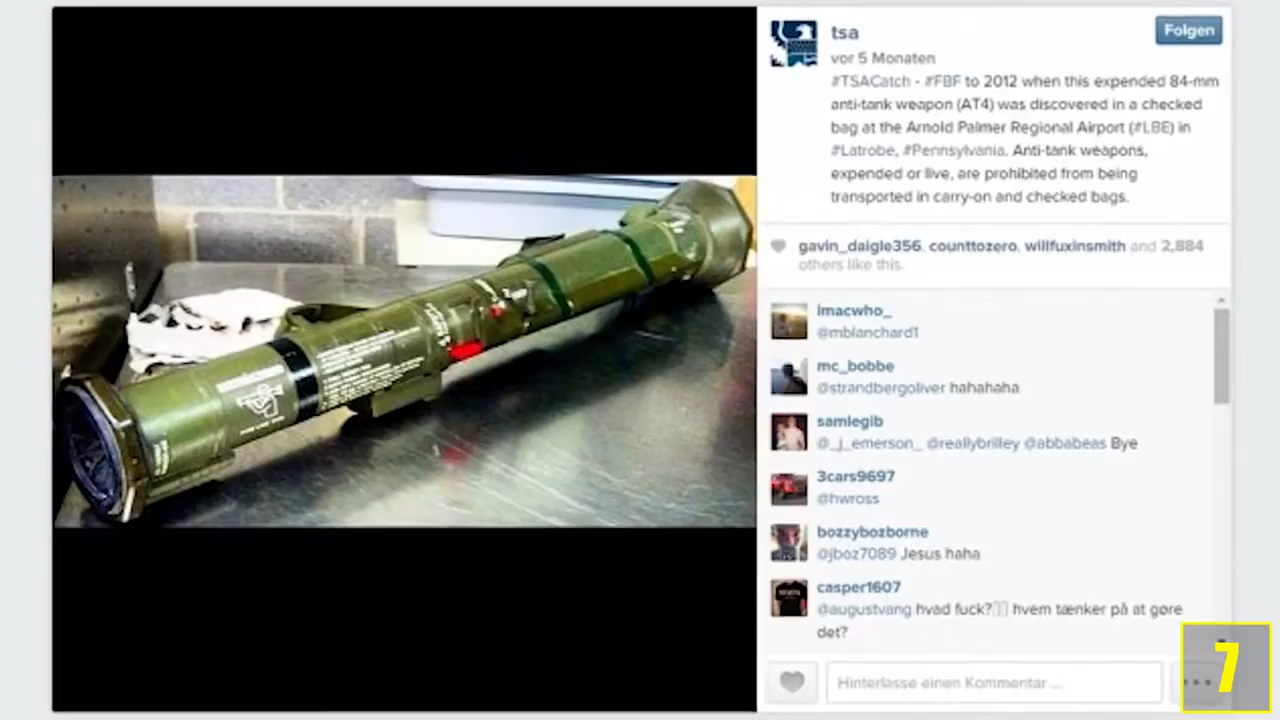 tsa
Folgen
vor 5 Monaten
#TSACatch - #FBF to 2012 when this expended 84-mm
anti-tank weapon (AT4) was discovered in a checked
bag at the Arnold Palmer Regional Airport (#LBE) in
#Latrobe, #Pennsylvania. Anti-tank weapons,
expended or live, are prohibited from being
transported in carry-on and checked bags.
gavin_daigle356, counttozero, willfuxinsmith and 2,884
others like this.
imacwho_
@mblanchard1
mc_bobbe
@strandbergoliver hahahaha
samlegib
@_j_emerson_ @reallybrilley @abbabeas Bye
3cars9697
@hwross
bozzybozborne
@jboz7089 Jesus haha
casper1607
@augustvang hvad fuck? hvem tænker på at gøre
det?
Hinterlasse einen Kommentar ...
7